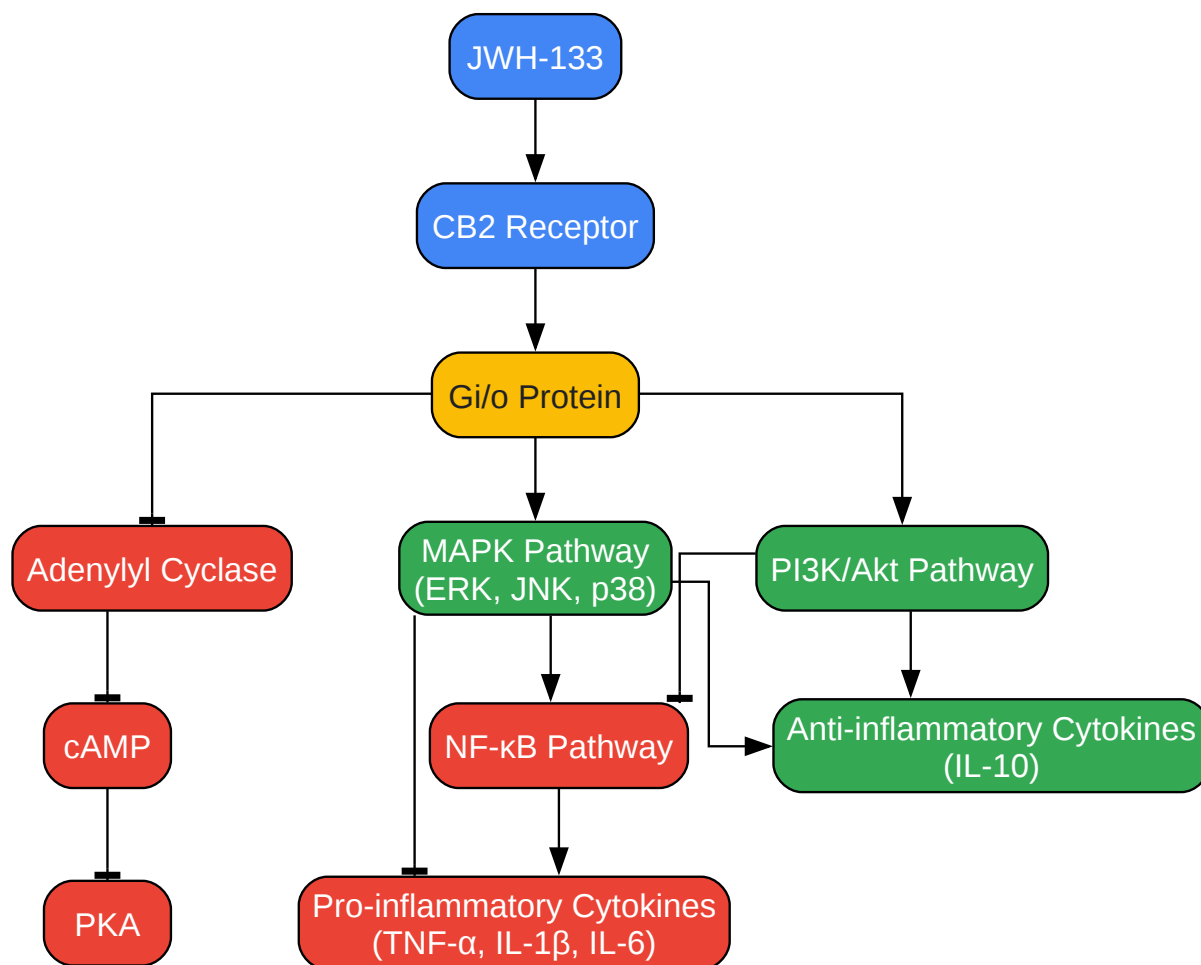 JWH-133
CB2 Receptor
Gi/o Protein
Adenylyl Cyclase
MAPK Pathway
(ERK, JNK, p38)
PI3K/Akt Pathway
cAMP
NF-κB Pathway
Anti-inflammatory Cytokines
(IL-10)
PKA
Pro-inflammatory Cytokines
(TNF-α, IL-1β, IL-6)